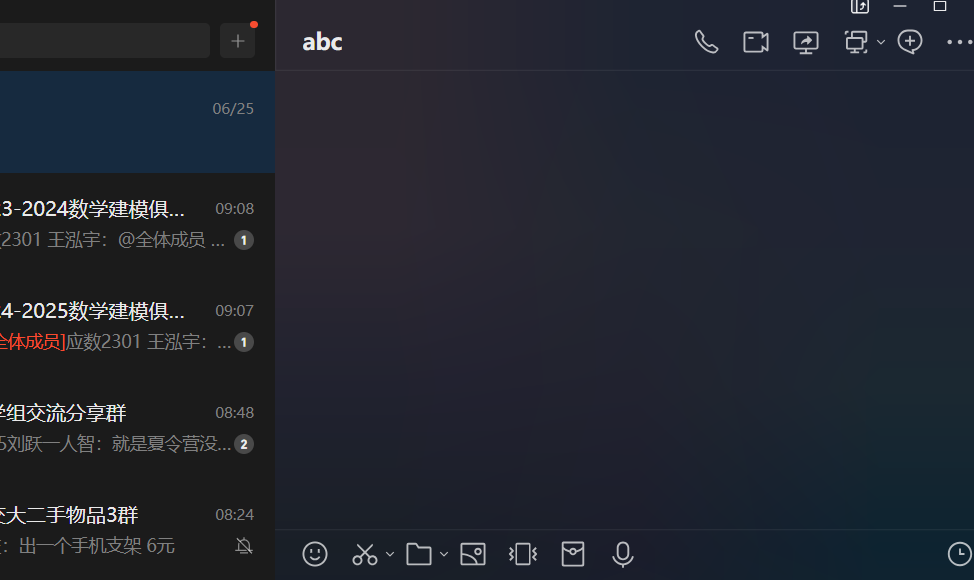 abc
06/25
3-2024数学建模俱...
09:08
2301 王泓宇：@全体成员 ...
1
4-2025数学建模俱...
09:07
全体成员]应数2301 王泓宇：...
1
学组交流分享群
08:48
5刘跃一人智：就是夏令营没...
2
交大二手物品3群
08:24
：出一个手机支架 6元